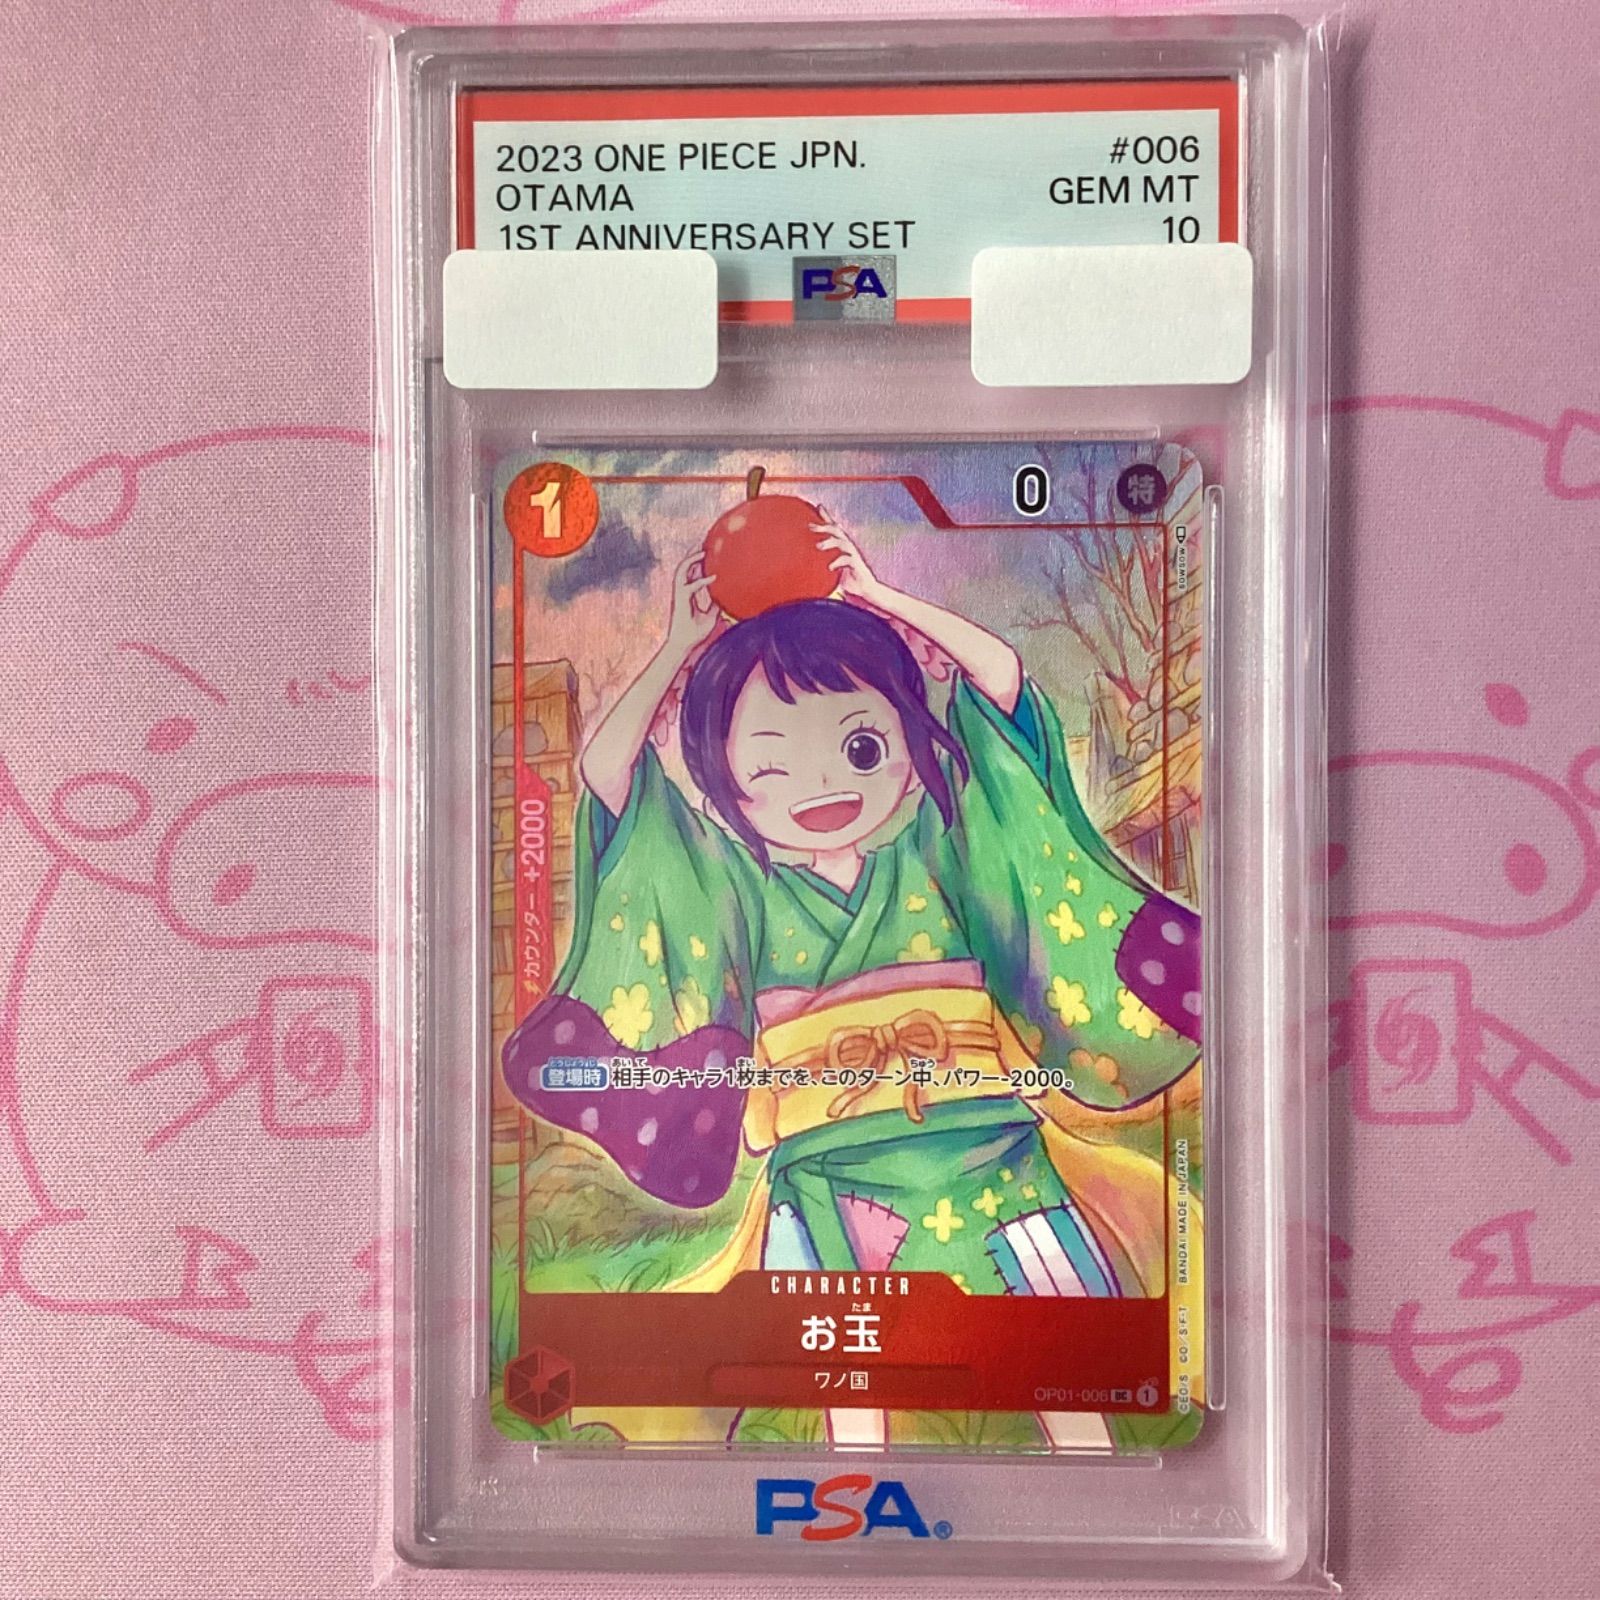 2023 ONE PIECE JPN. #006
OTAMA GEM MT
1ST ANNIVERSARY SET 10
PSA
1
0
特
sowsow
カウンター +2000
登場時 相手のキャラ1枚までを、このターン中、パワー-2000。
CHARACTER
お玉
ワノ国
OP01-006 UC 1
©O/S・F・T BANDAI MADE IN JAPAN
PSA®